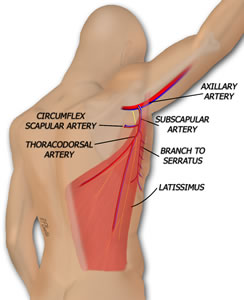 AXILLARY
ARTERY
CIRCUMFLEX
SCAPULAR ARTERY
SUBSCAPULAR
ARTERY
THORACODORSAL
ARTERY
BRANCH TO
SERRATUS
LATISSIMUS